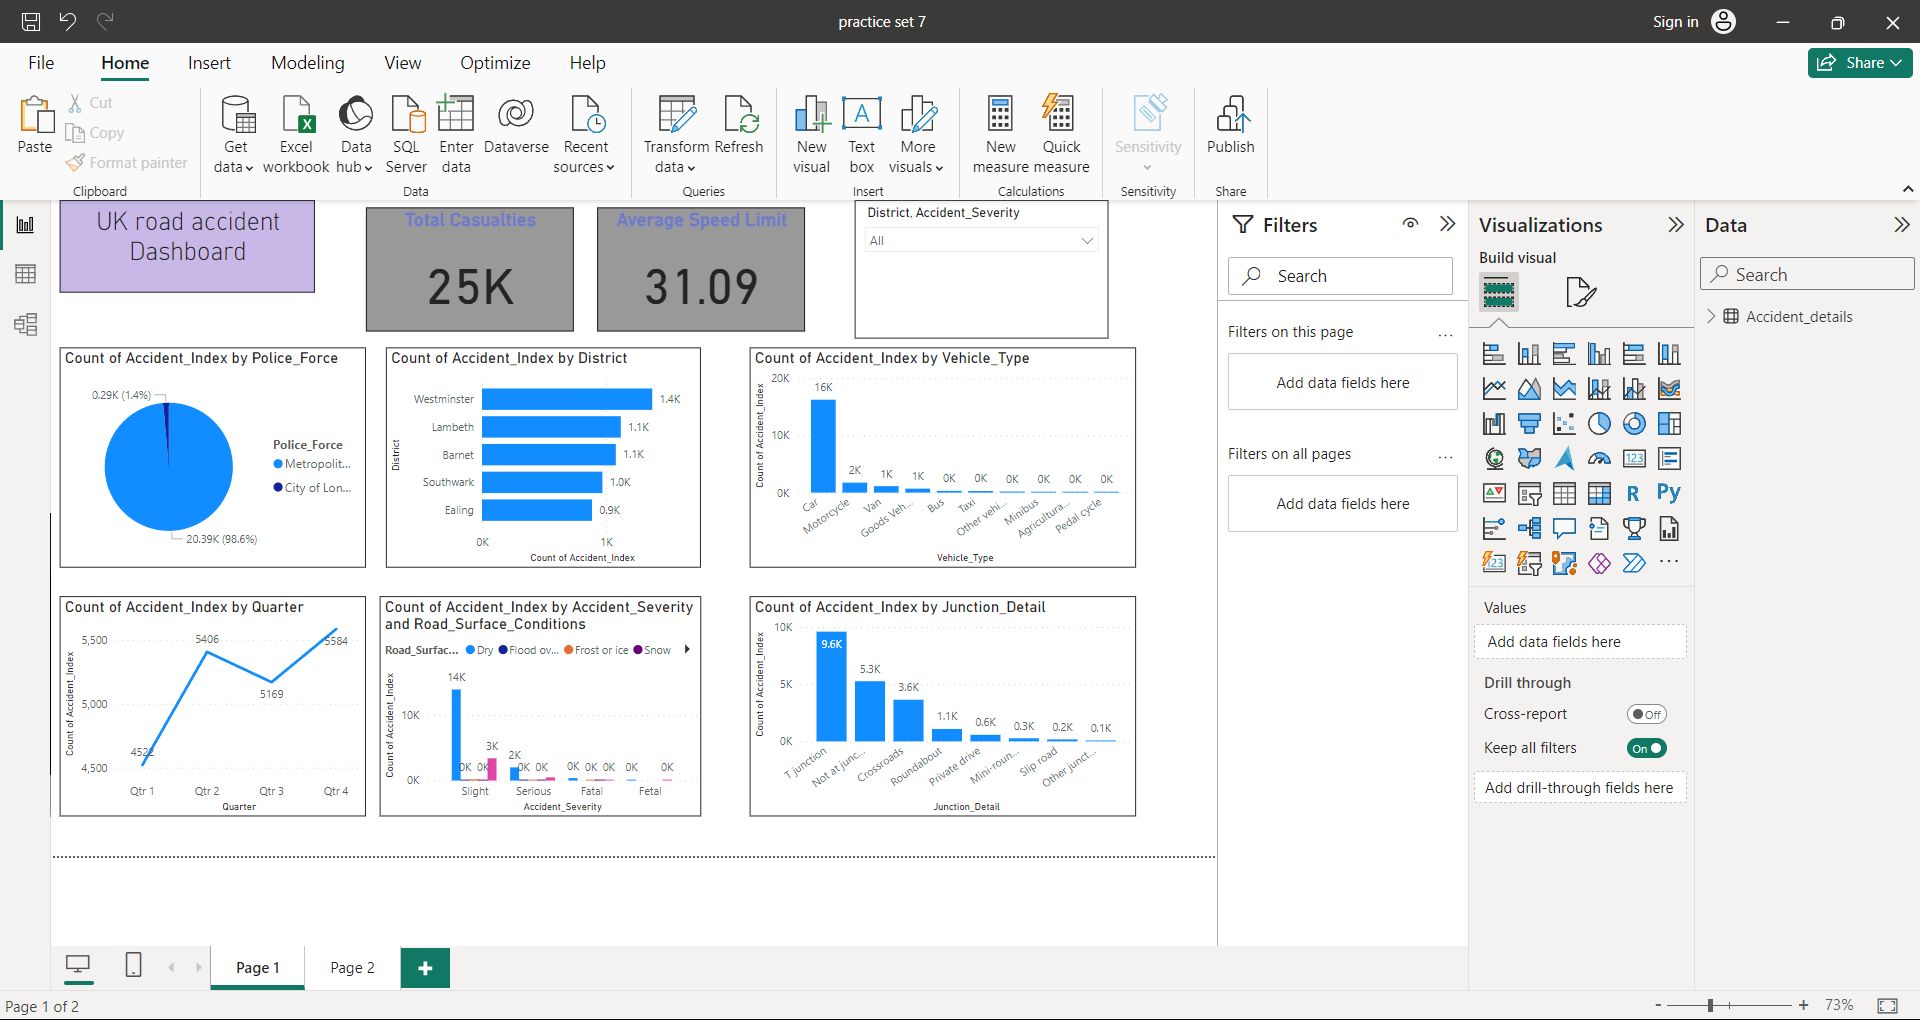 practice set 7
Sign in
File
Home
Insert
Modeling
View
Optimize
Help
Share
Paste
Cut
Copy
Format painter
Clipboard
Get data
Excel workbook
Data hub
SQL Server
Enter data
Dataverse
Recent sources
Data
Transform data
Refresh
Queries
New visual
Text box
More visuals
Insert
New measure
Quick measure
Calculations
Sensitivity
Sensitivity
Publish
Share
UK road accident
Dashboard
Total Casualties
25K
Average Speed Limit
31.09
District, Accident_Severity
All
Count of Accident_Index by Police_Force
0.29K (1.4%)
20.39K (98.6%)
Police_Force
Metropolit...
City of Lon...
Count of Accident_Index by District
District
Westminster 1.4K
Lambeth 1.1K
Barnet 1.1K
Southwark 1.0K
Ealing 0.9K
0K 1K
Count of Accident_Index
Count of Accident_Index by Vehicle_Type
Count of Accident_Index
20K
10K
0K
16K 2K 1K 1K 0K 0K 0K 0K 0K 0K
Car Motorcycle Van Goods Veh... Bus Taxi Other vehi... Minibus Agricultura... Pedal cycle
Vehicle_Type
Count of Accident_Index by Quarter
Count of Accident_Index
5,500
5,000
4,500
4522 5406 5169 5584
Qtr 1 Qtr 2 Qtr 3 Qtr 4
Quarter
Count of Accident_Index by Accident_Severity
and Road_Surface_Conditions
Road_Surfac... Dry Flood ov... Frost or ice Snow
Count of Accident_Index
10K
0K
14K 0K 0K 3K 2K 0K 0K 0K 0K 0K 0K 0K
Slight Serious Fatal Fetal
Accident_Severity
Count of Accident_Index by Junction_Detail
Count of Accident_Index
10K
5K
0K
9.6K 5.3K 3.6K 1.1K 0.6K 0.3K 0.2K 0.1K
T junction Not at junc... Crossroads Roundabout Private drive Mini-roun... Slip road Other junct...
Junction_Detail
Filters
Search
Filters on this page
...
Add data fields here
Filters on all pages
...
Add data fields here
Visualizations
Build visual
123
R
Py
123
...
Values
Add data fields here
Drill through
Cross-report
Off
Keep all filters
On
Add drill-through fields here
Data
Search
Accident_details
Page 1
Page 2
+
Page 1 of 2
- + 73%